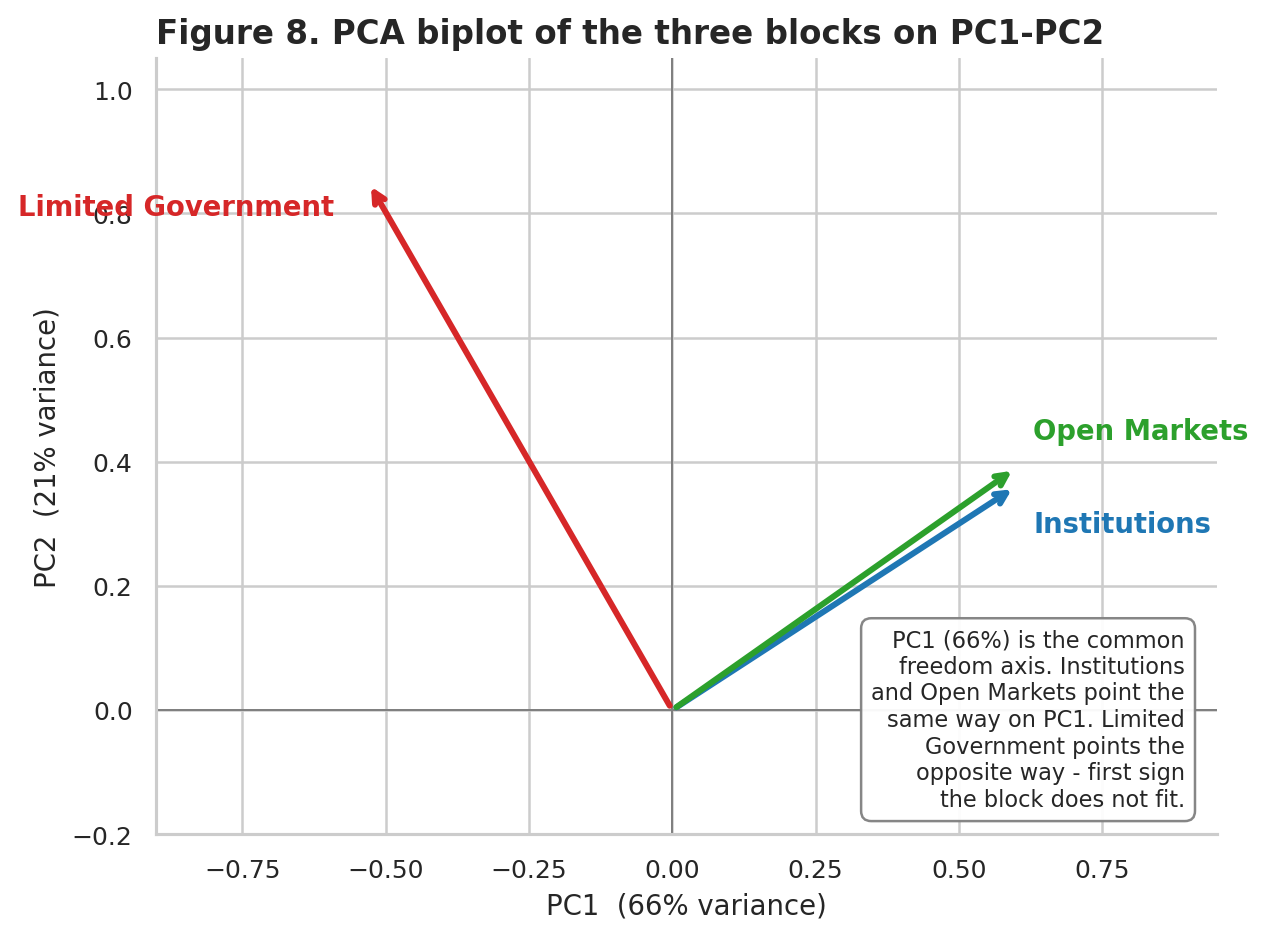 Figure 8. PCA biplot of the three blocks on PC1-PC2
1.0
Limited Government
0.8
0.6
Open Markets
0.4
Institutions
0.2
PC1 (66%) is the common
freedom axis. Institutions
and Open Markets point the
same way on PC1. Limited
Government points the
opposite way - first sign
the block does not fit.
0.0
−0.2
PC2 (21% variance)
−0.75 −0.50 −0.25 0.00 0.25 0.50 0.75
PC1 (66% variance)